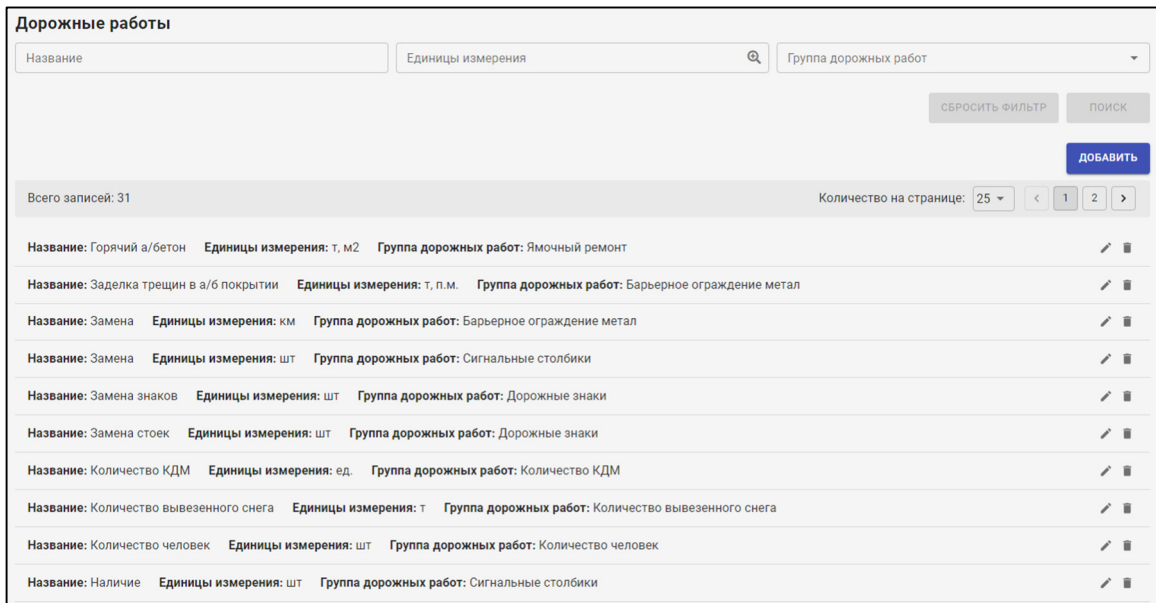 Дорожные работы
Название Единицы измерения Группа дорожных работ
СБРОСИТЬ ФИЛЬТР ПОИСК
ДОБАВИТЬ
Всего записей: 31 Количество на странице: 25 < 1 2 >
Название: Горячий а/бетон Единицы измерения: т, м2 Группа дорожных работ: Ямочный ремонт
Название: Заделка трещин в а/б покрытии Единицы измерения: т, п.м. Группа дорожных работ: Барьерное ограждение метал
Название: Замена Единицы измерения: км Группа дорожных работ: Барьерное ограждение метал
Название: Замена Единицы измерения: шт Группа дорожных работ: Сигнальные столбики
Название: Замена знаков Единицы измерения: шт Группа дорожных работ: Дорожные знаки
Название: Замена стоек Единицы измерения: шт Группа дорожных работ: Дорожные знаки
Название: Количество КДМ Единицы измерения: ед. Группа дорожных работ: Количество КДМ
Название: Количество вывезенного снега Единицы измерения: т Группа дорожных работ: Количество вывезенного снега
Название: Количество человек Единицы измерения: шт Группа дорожных работ: Количество человек
Название: Наличие Единицы измерения: шт Группа дорожных работ: Сигнальные столбики